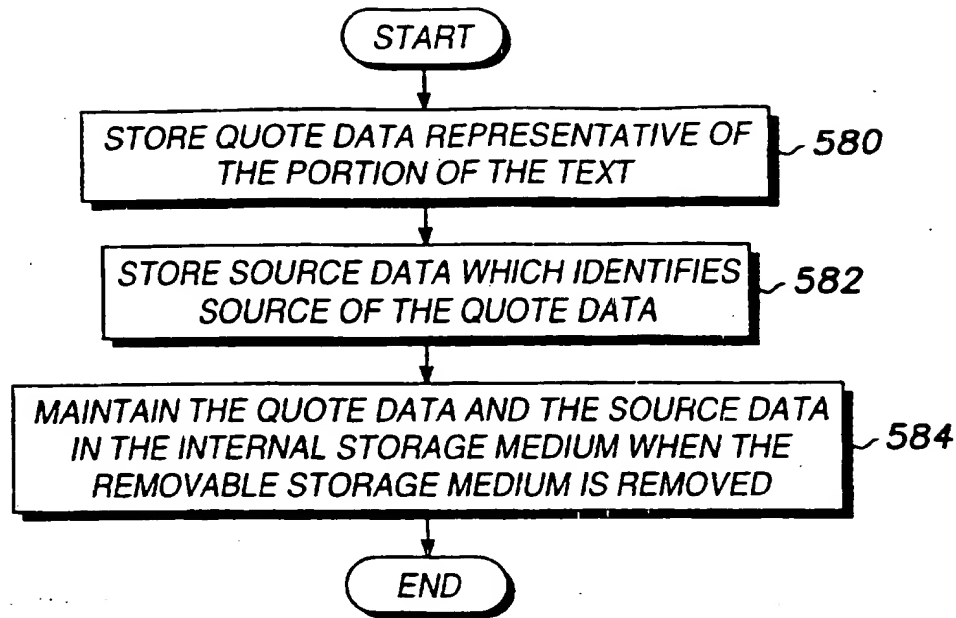 START
STORE QUOTE DATA REPRESENTATIVE OF
THE PORTION OF THE TEXT
580
STORE SOURCE DATA WHICH IDENTIFIES
SOURCE OF THE QUOTE DATA
582
MAINTAIN THE QUOTE DATA AND THE SOURCE DATA
IN THE INTERNAL STORAGE MEDIUM WHEN THE
REMOVABLE STORAGE MEDIUM IS REMOVED
584
END